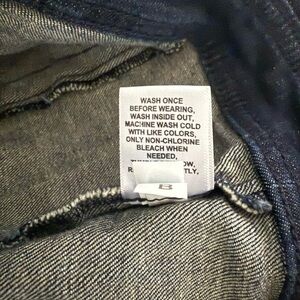 WASH ONCE
BEFORE WEARING,
WASH INSIDE OUT,
MACHINE WASH COLD
WITH LIKE COLORS,
ONLY NON-CHLORINE
BLEACH WHEN
NEEDED,